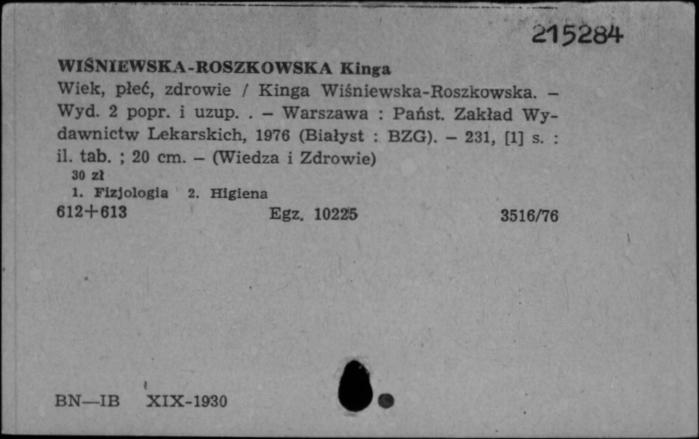 215284
WIŚNIEWSKA-ROSZKOWSKA Kinga
Wiek, płeć, zdrowie / Kinga Wiśniewska-Roszkowska. —
Wyd. 2 popr. i uzup. . — Warszawa : Państ. Zakład Wy-
dawnictw Lekarskich, 1976 (Białyst : BZG). — 231, [1] s. :
il. tab. ; 20 cm. — (Wiedza i Zdrowie)
30 zł
1. Fizjologia 2. Higiena
612+613 Egz. 10225 3516/76
BN—IB XIX-1930